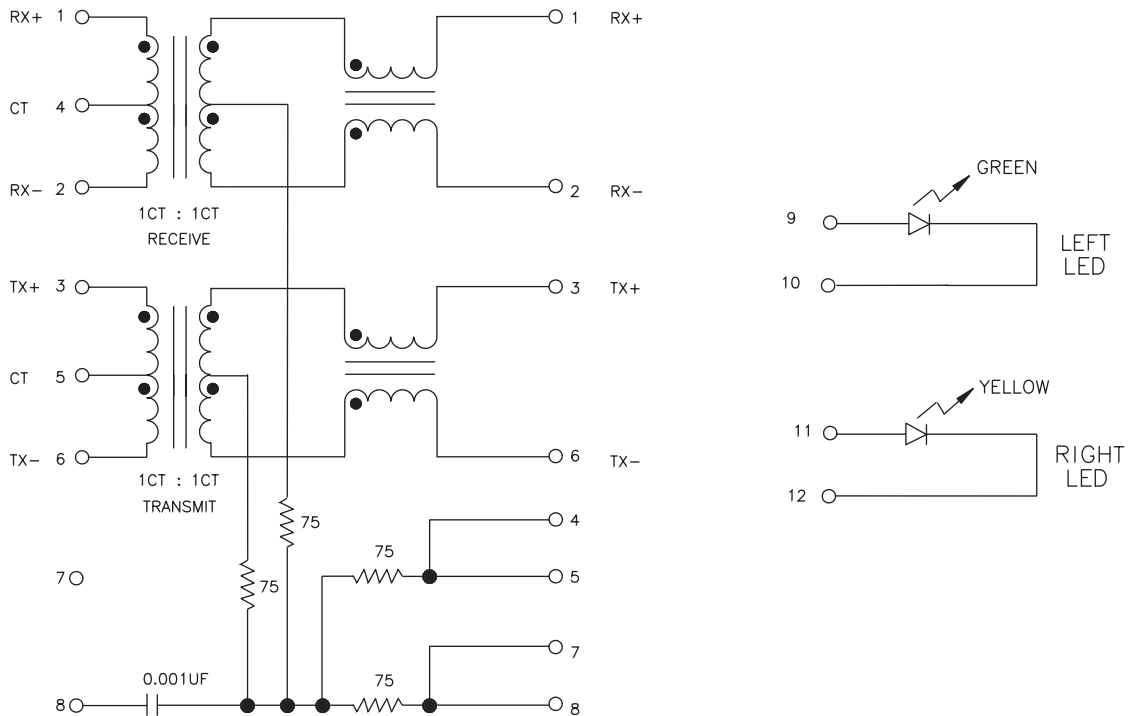 RX+ 1
1 RX+
CT 4
RX- 2
2 RX-
1CT : 1CT
RECEIVE
TX+ 3
3 TX+
CT 5
TX- 6
6 TX-
1CT : 1CT
TRANSMIT
75
75
4
75
5
7
7
0.001UF
75
8
8
GREEN
9
LEFT
LED
10
YELLOW
11
RIGHT
LED
12